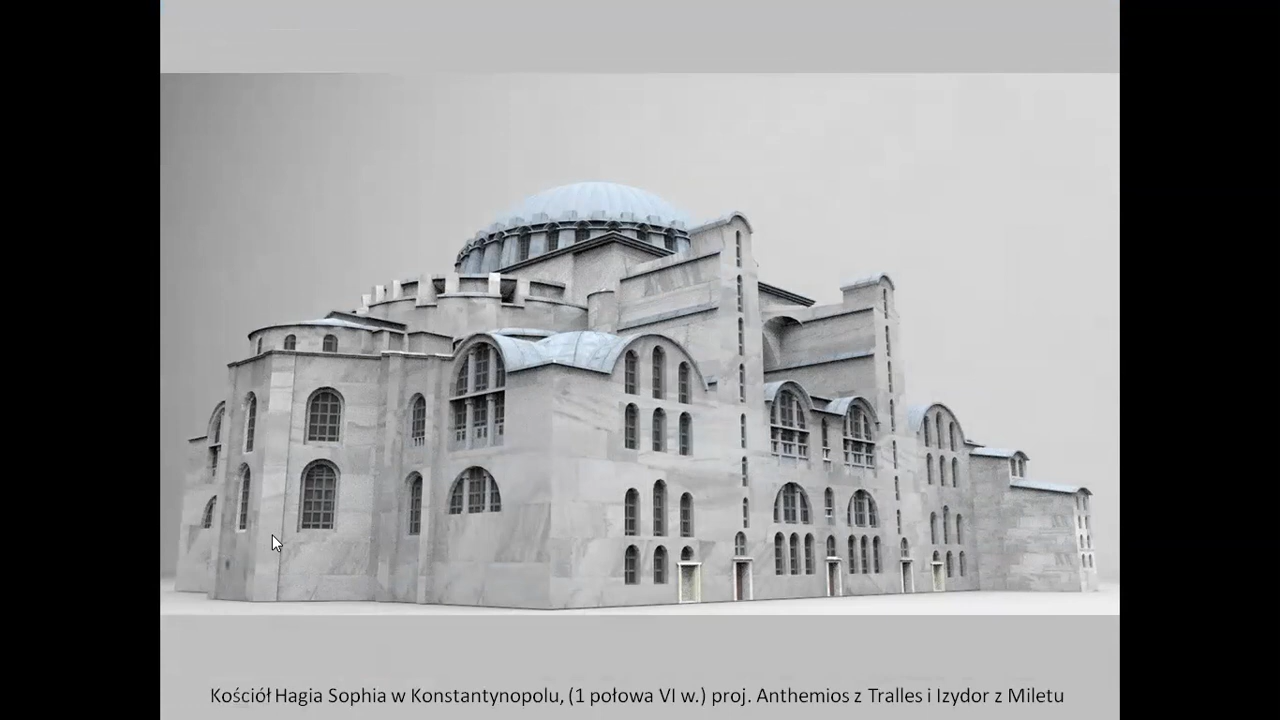 Kościół Hagia Sophia w Konstantynopolu, (1 połowa VI w.) proj. Anthemios z Tralles i Izydor z Miletu